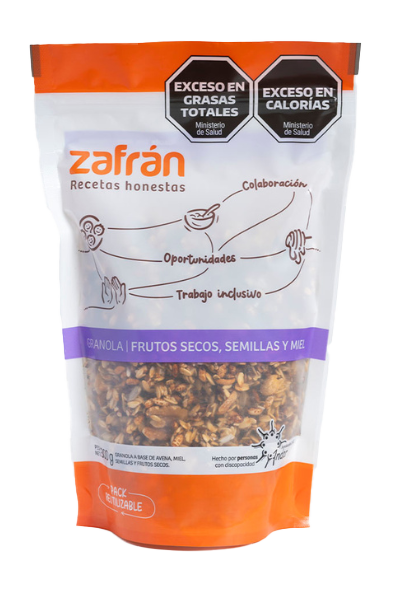 EXCESO EN
GRASAS
TOTALES
Ministerio
de Salud
EXCESO EN
CALORÍAS
Ministerio
de Salud
zafrán
Recetas honestas
Colaboración
Oportunidades
Trabajo inclusivo
GRANOLA | FRUTOS SECOS, SEMILLAS Y MIEL
GRANOLA A BASE DE AVENA, MIEL,
SEMILLAS Y FRUTOS SECOS.
Hecho por personas
con discapacidad
PACK
REUTILIZABLE